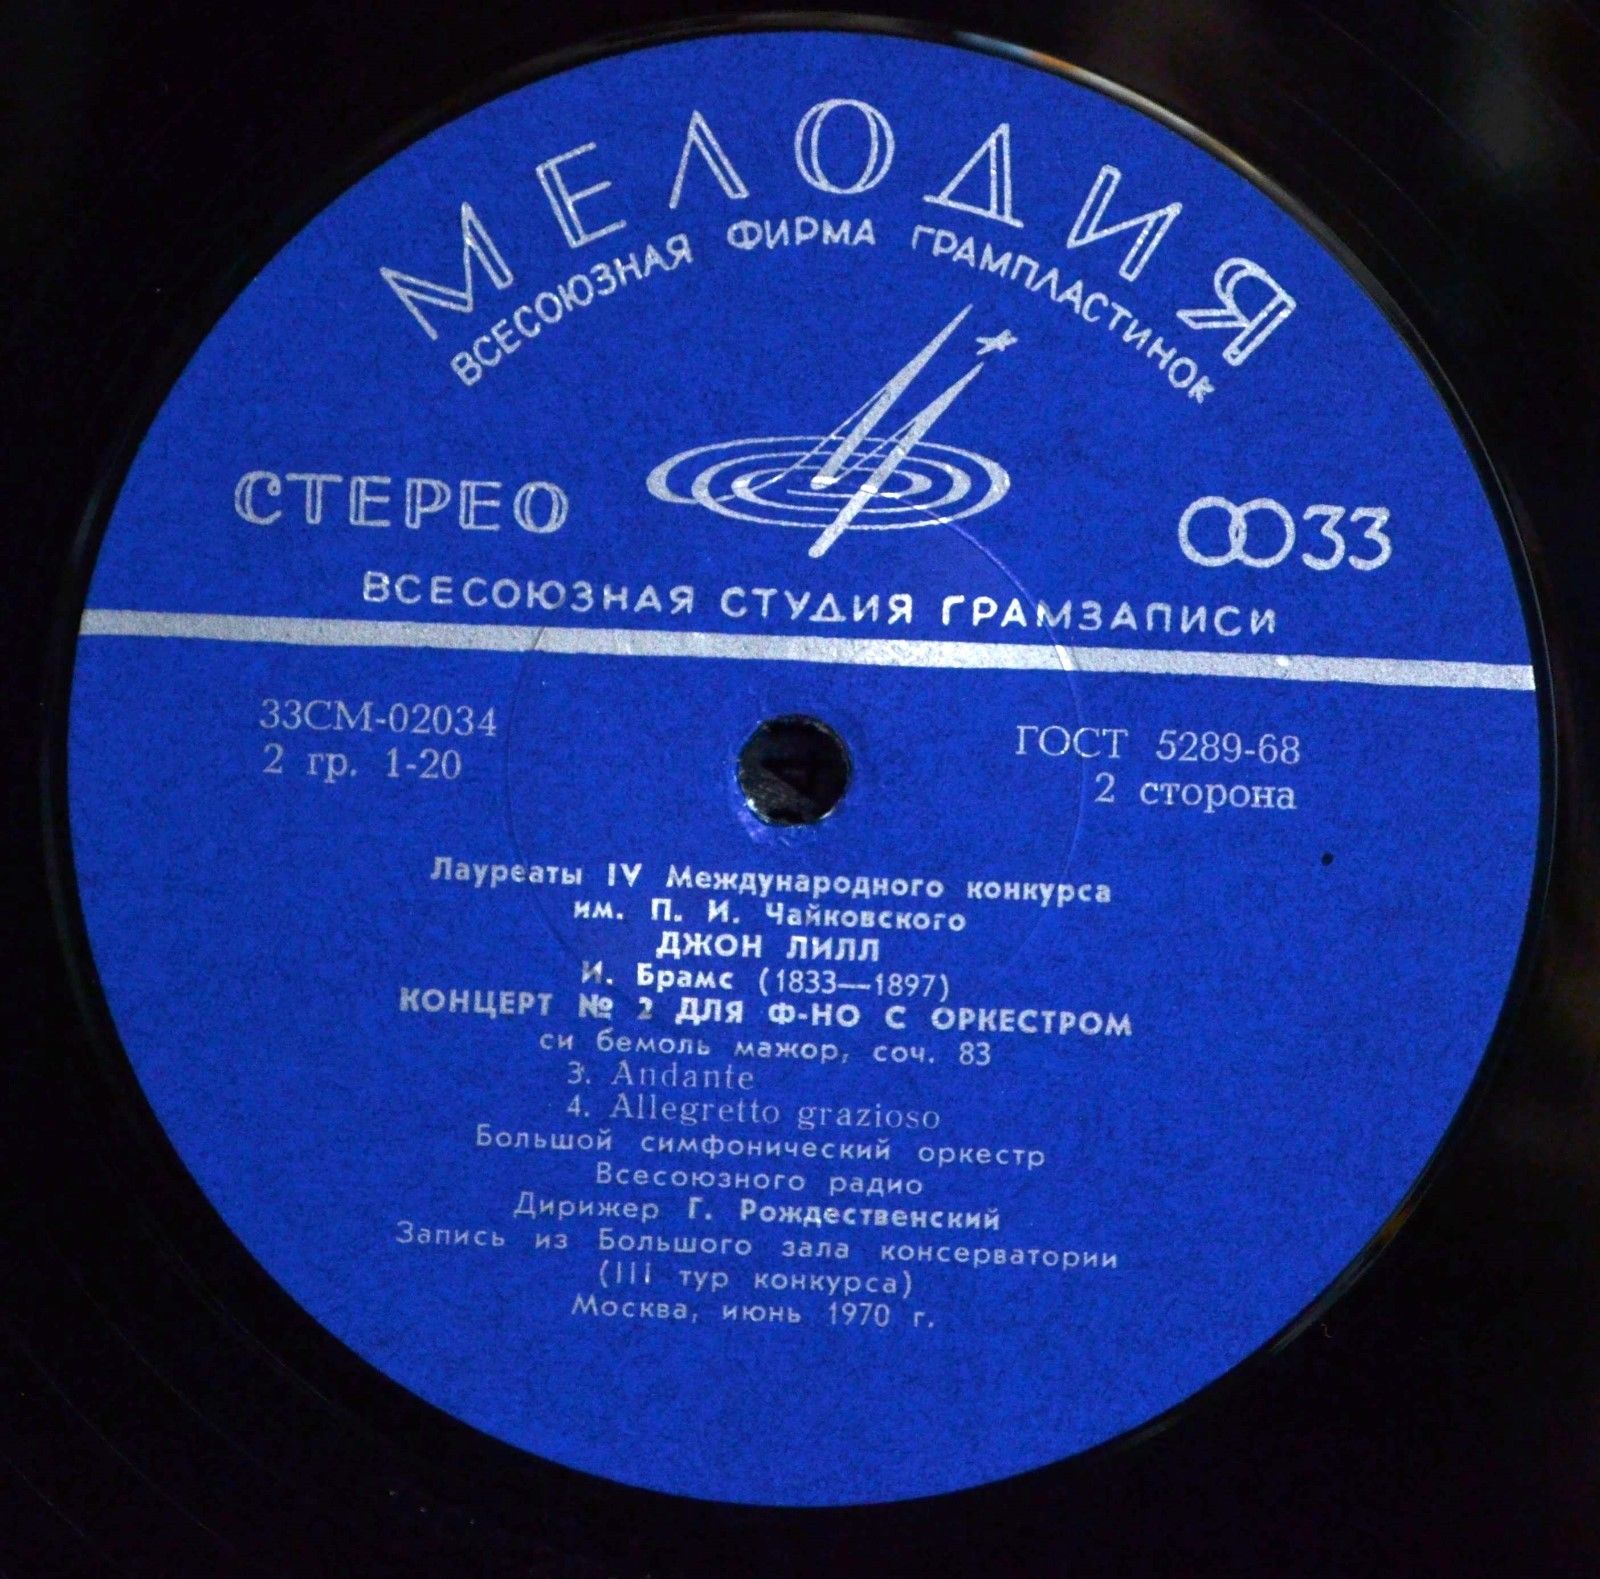 МЕЛОДИЯ
ВСЕСОЮЗНАЯ ФИРМА ГРАМПЛАСТИНОК
СТЕРЕО
33
ВСЕСОЮЗНАЯ СТУДИЯ ГРАМЗАПИСИ
33СМ-02034
ГОСТ 5289-68
2 гр. 1-20
2 сторона
Лауреаты IV Международного конкурса
им. П. И. Чайковского
ДЖОН ЛИЛЛ
И. Брамс (1833—1897)
КОНЦЕРТ № 2 ДЛЯ Ф-НО С ОРКЕСТРОМ
си бемоль мажор, соч. 83
3. Andante
4. Allegretto grazioso
Большой симфонический оркестр
Всесоюзного радио
Дирижер Г. Рождественский
Запись из Большого зала консерватории
(III тур конкурса)
Москва, июнь 1970 г.